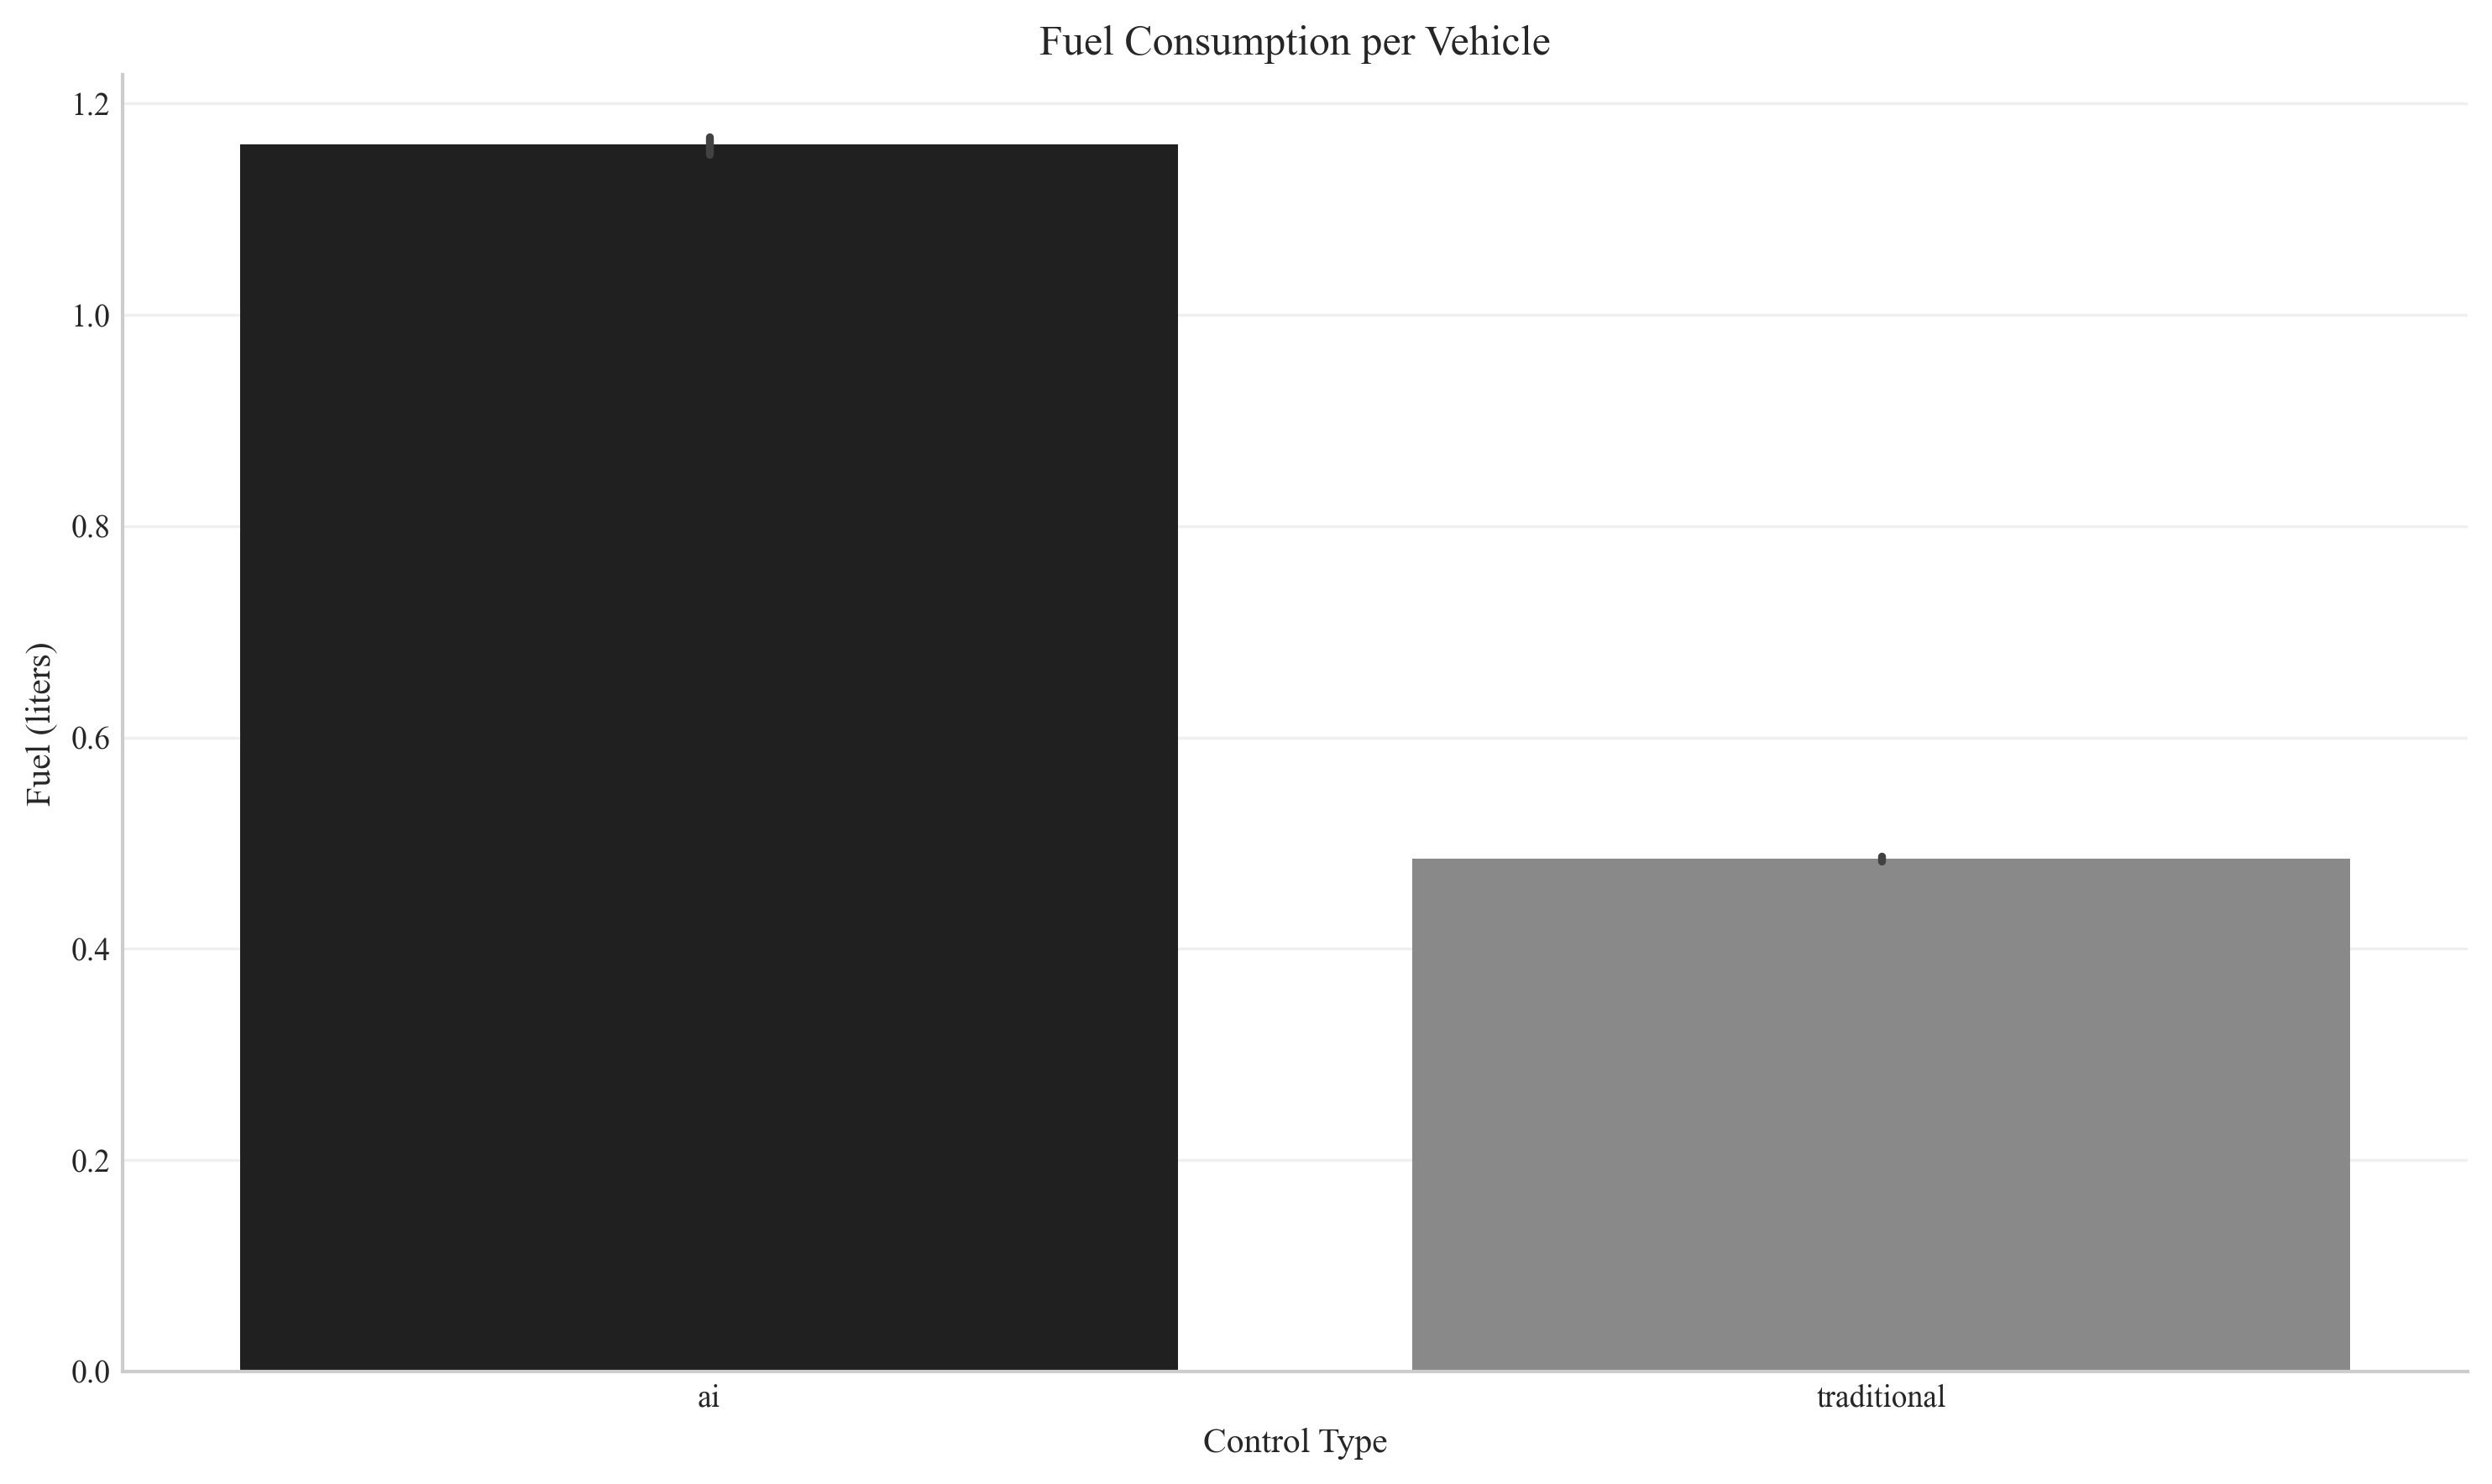 Fuel Consumption per Vehicle
1.2
1.0
0.8
0.6
0.4
0.2
0.0
Fuel (liters)
ai
traditional
Control Type